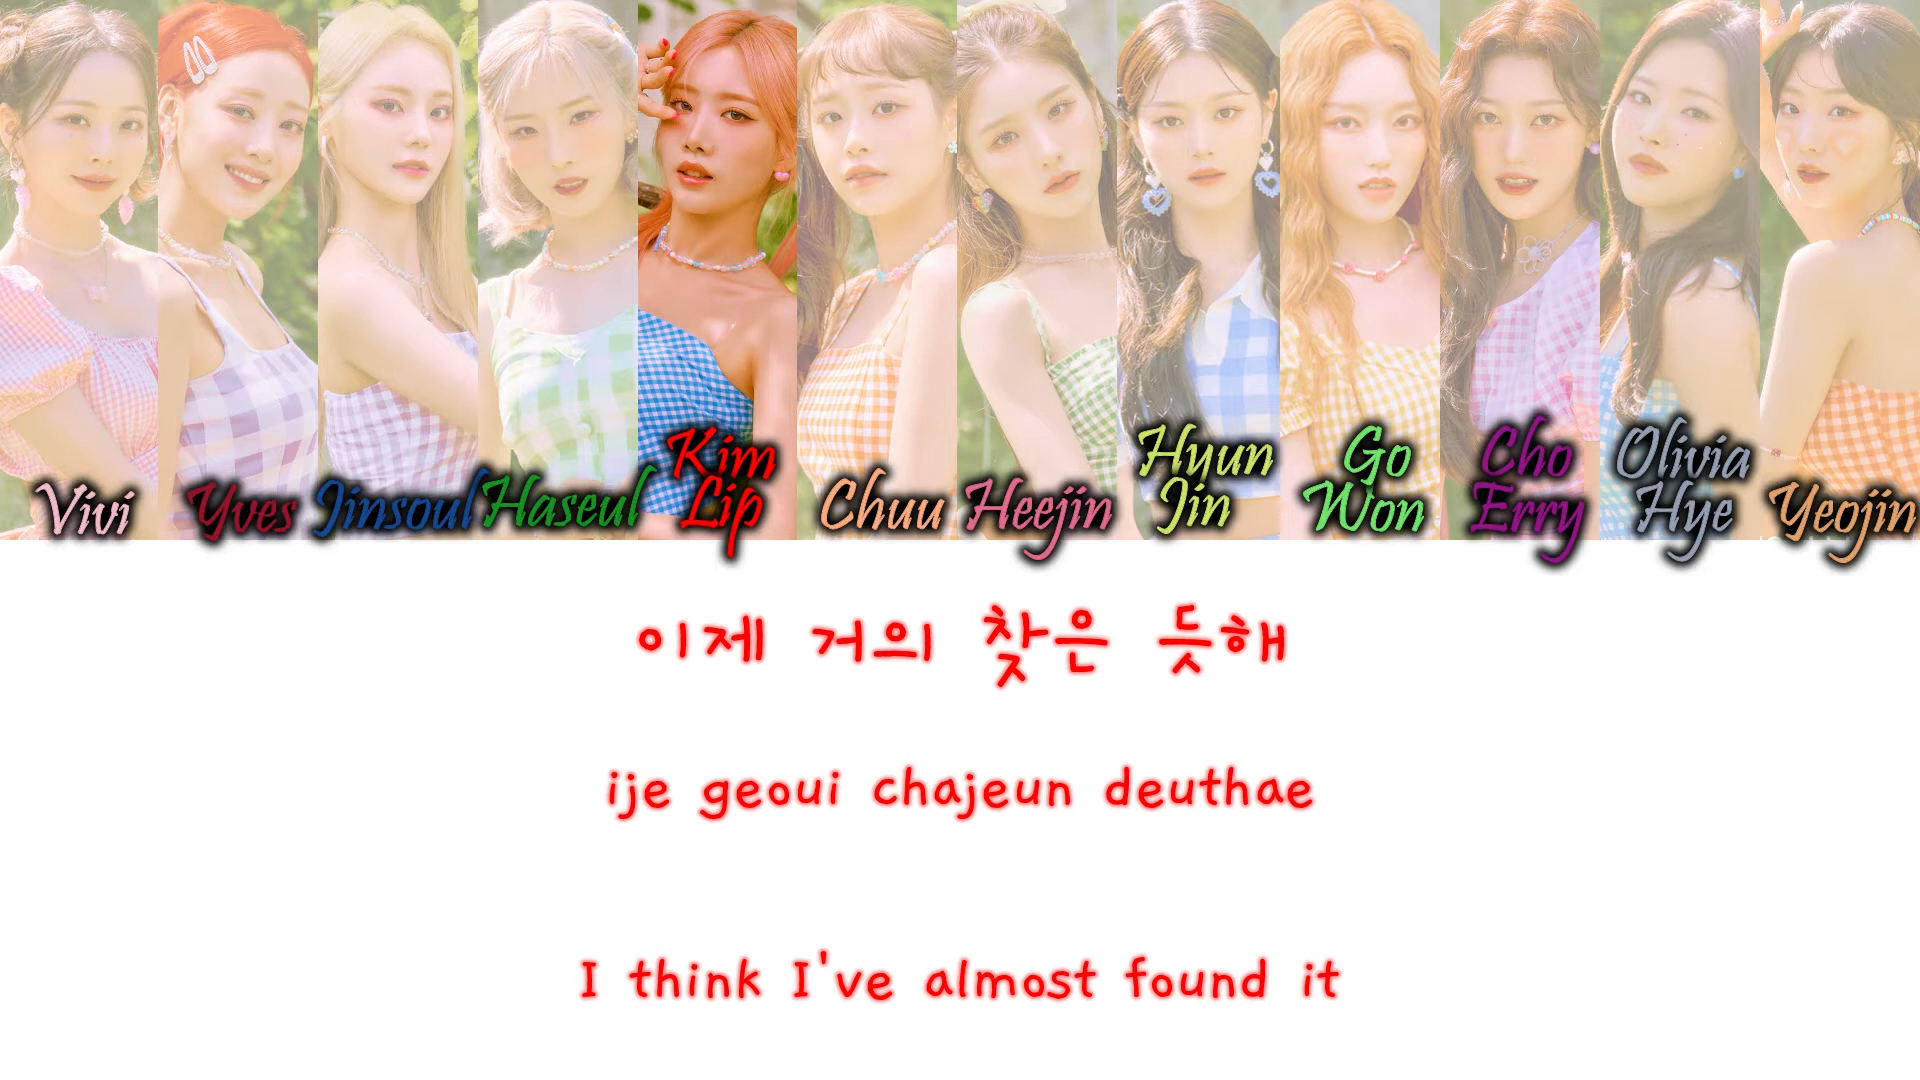 Vivi
Yves
Jinsoul
Haseul
Kim
Lip
Chuu
Heejin
Hyun
Jin
Go
Won
Cho
Erry
Olivia
Hye
Yeojin
이제 거의 찾은 듯해
ije geoui chajeun deuthae
I think I've almost found it